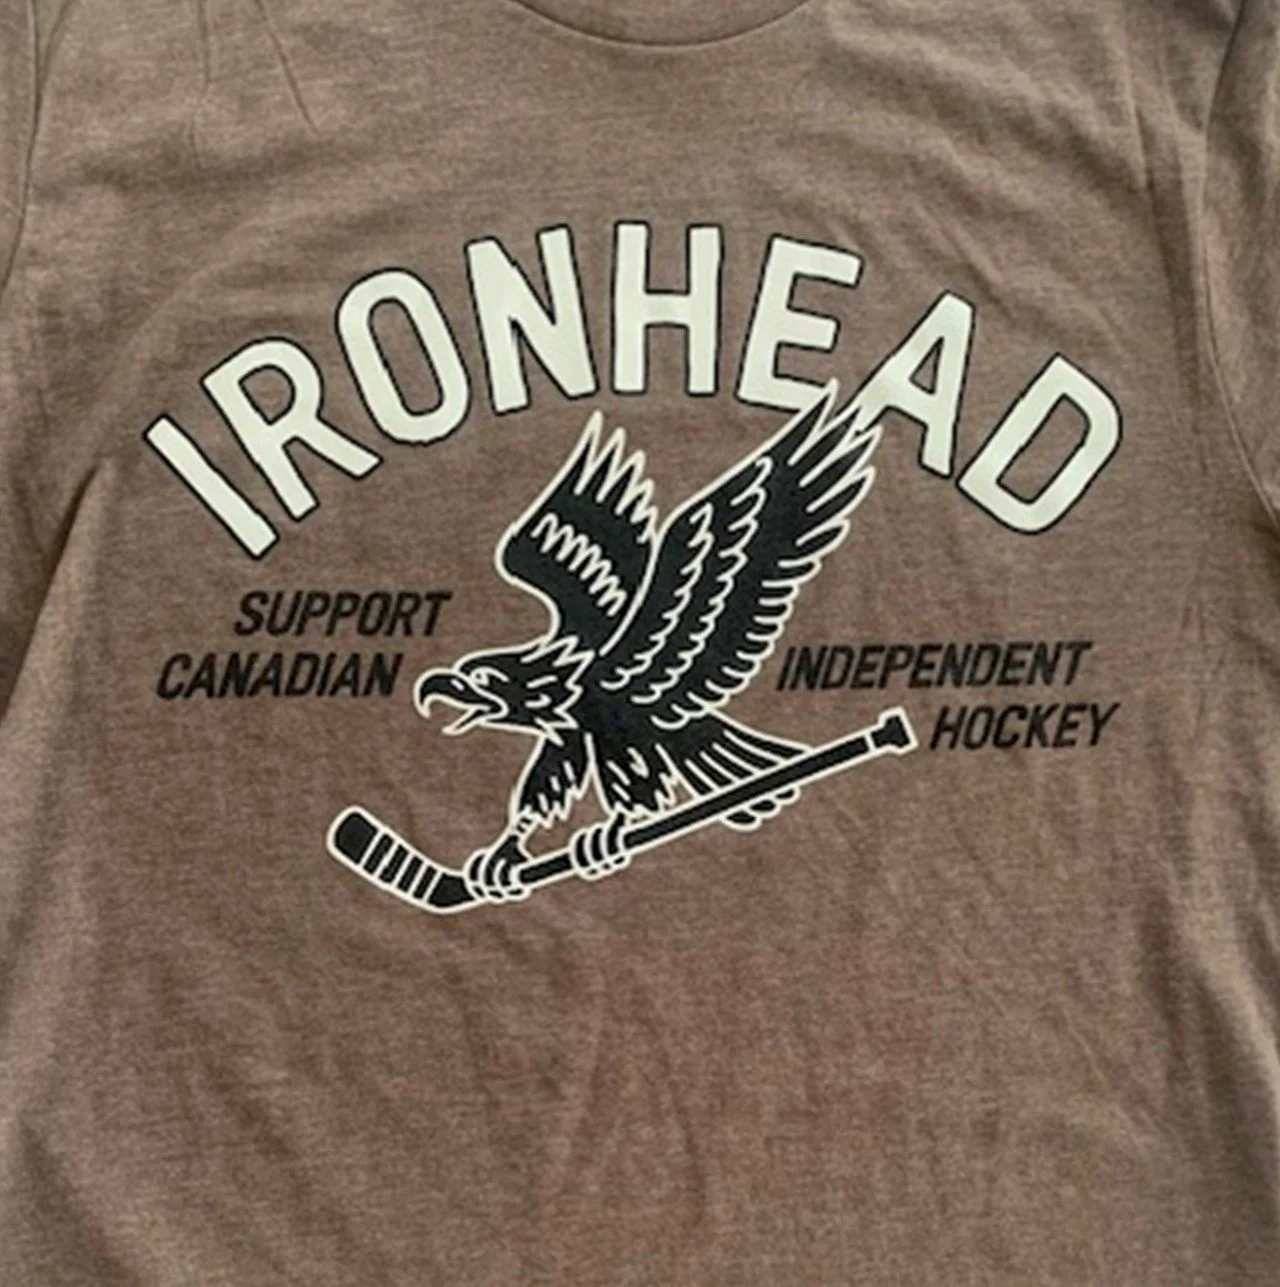 IRONHEAD
SUPPORT
CANADIAN
INDEPENDENT
HOCKEY